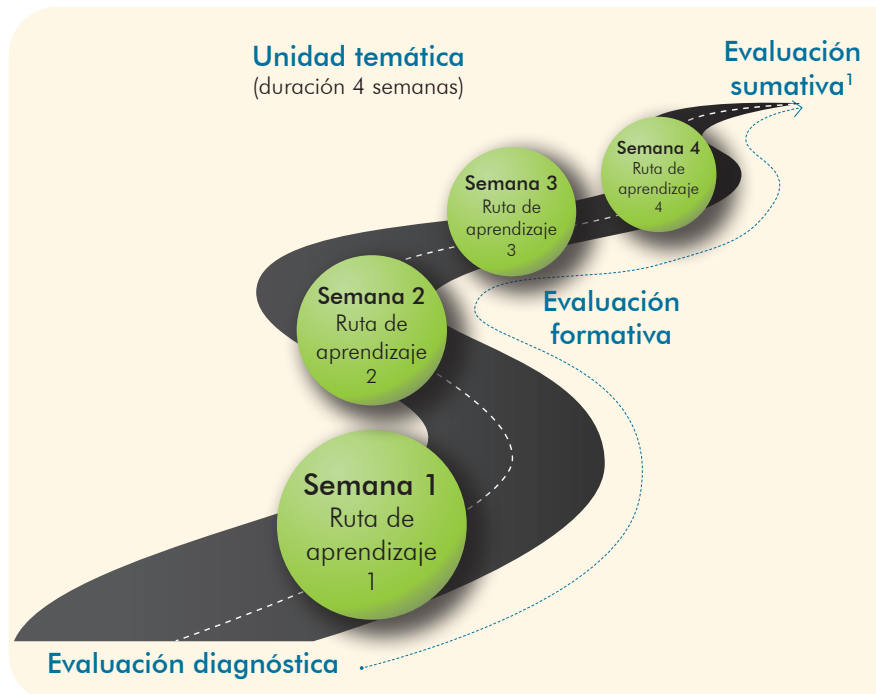 Unidad temática
(duración 4 semanas)
Evaluación
sumativa¹
Semana 4
Ruta de
aprendizaje
4
Semana 3
Ruta de
aprendizaje
3
Semana 2
Ruta de
aprendizaje
2
Evaluación
formativa
Semana 1
Ruta de
aprendizaje
1
Evaluación diagnóstica